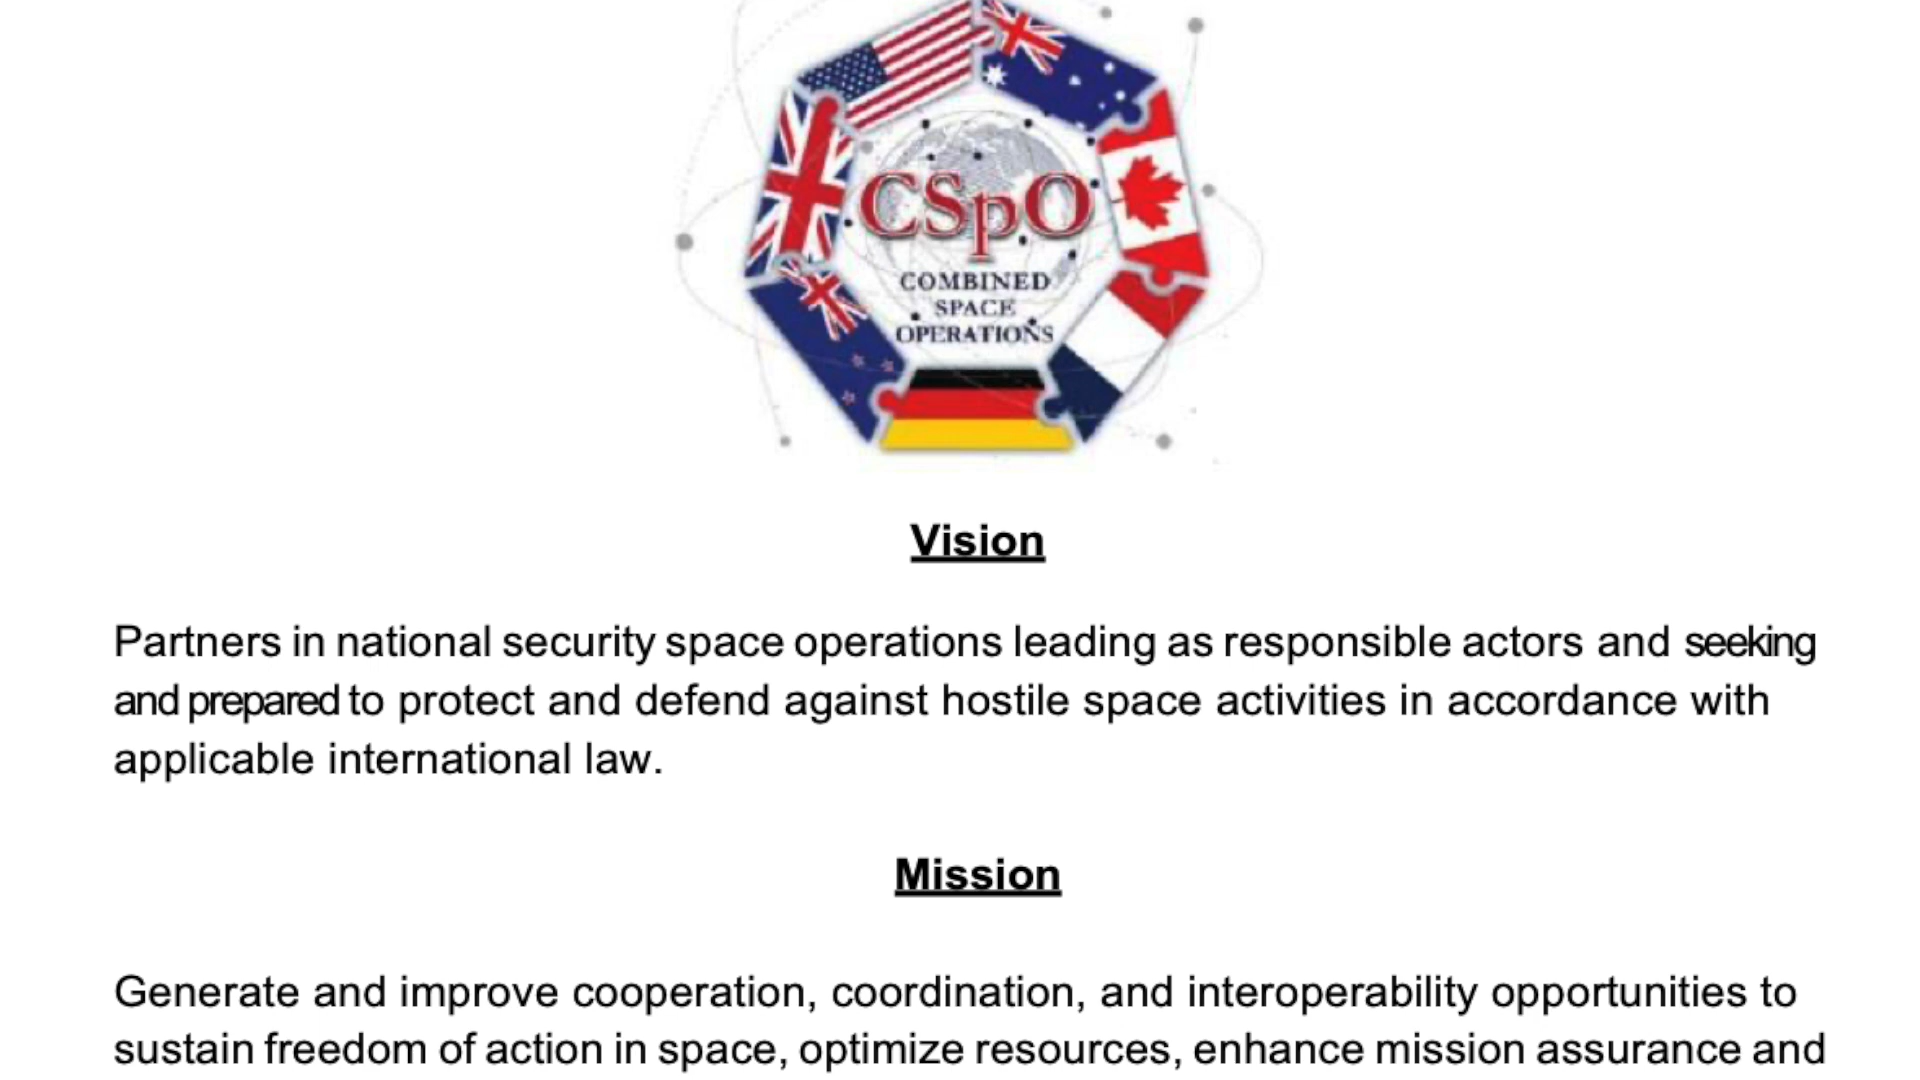 CSpO
COMBINED
SPACE
OPERATIONS
Vision
Partners in national security space operations leading as responsible actors and seeking
and prepared to protect and defend against hostile space activities in accordance with
applicable international law.
Mission
Generate and improve cooperation, coordination, and interoperability opportunities to
sustain freedom of action in space, optimize resources, enhance mission assurance and